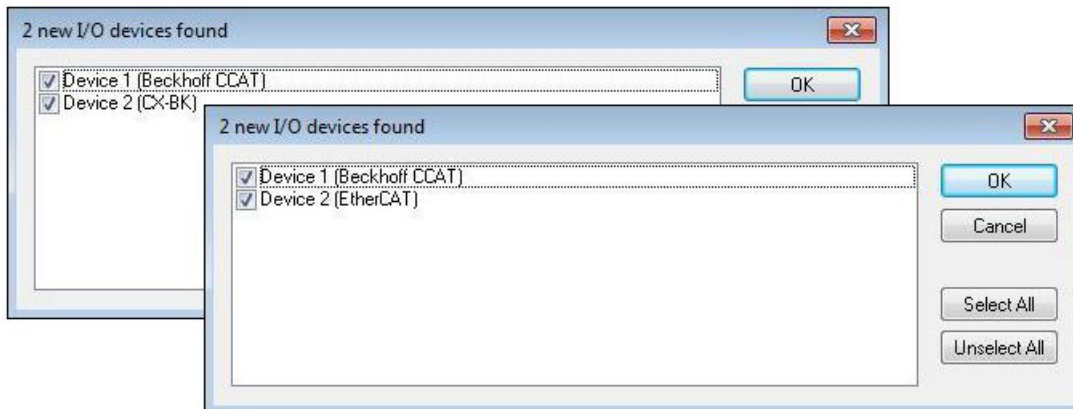 2 new I/O devices found
Device 1 (Beckhoff CCAT)
Device 2 (CX-BK)
OK
2 new I/O devices found
Device 1 (Beckhoff CCAT)
Device 2 (EtherCAT)
OK
Cancel
Select All
Unselect All